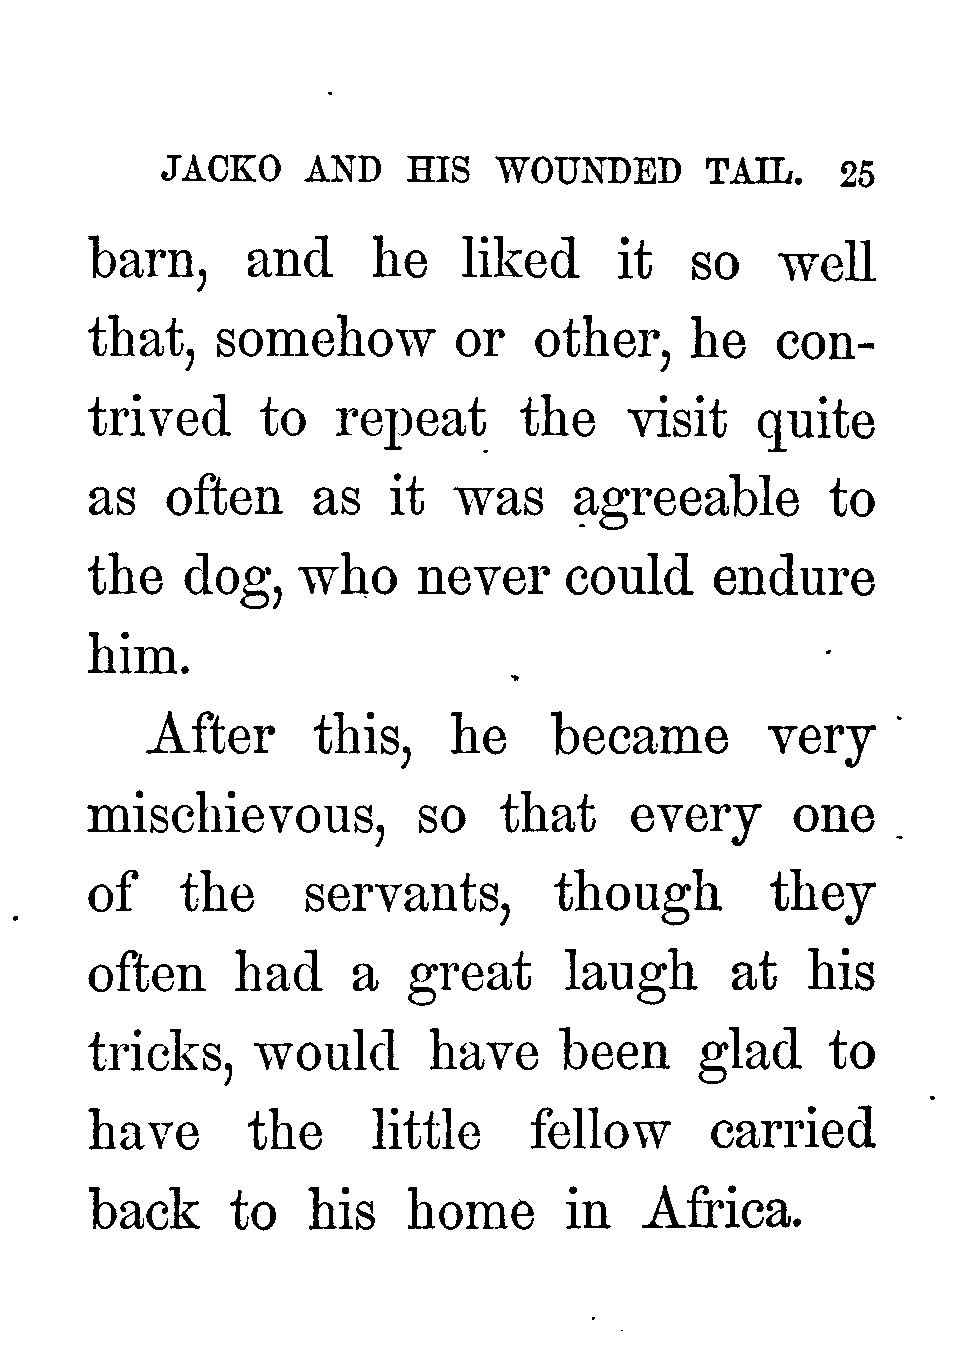 JACKO AND HIS WOUNDED TAIL. 25
barn, and he liked it so well
that, somehow or other, he con-
trived to repeat the visit quite
as often as it was agreeable to
the dog, who never could endure
him.
After this, he became very
mischievous, so that every one
of the servants, though they
often had a great laugh at his
tricks, would have been glad to
have the little fellow carried
back to his home in Africa.